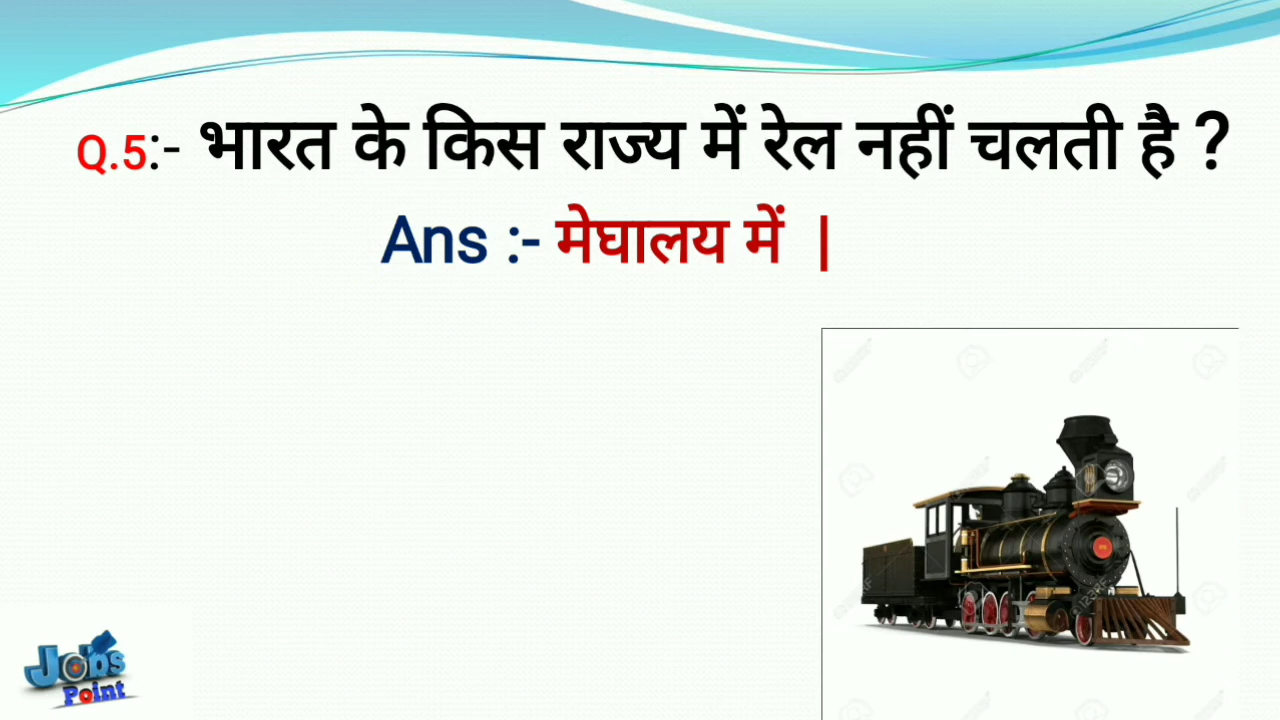 Q.5:- भारत के किस राज्य में रेल नहीं चलती है ?
Ans :- मेघालय में |
Jobs
Point